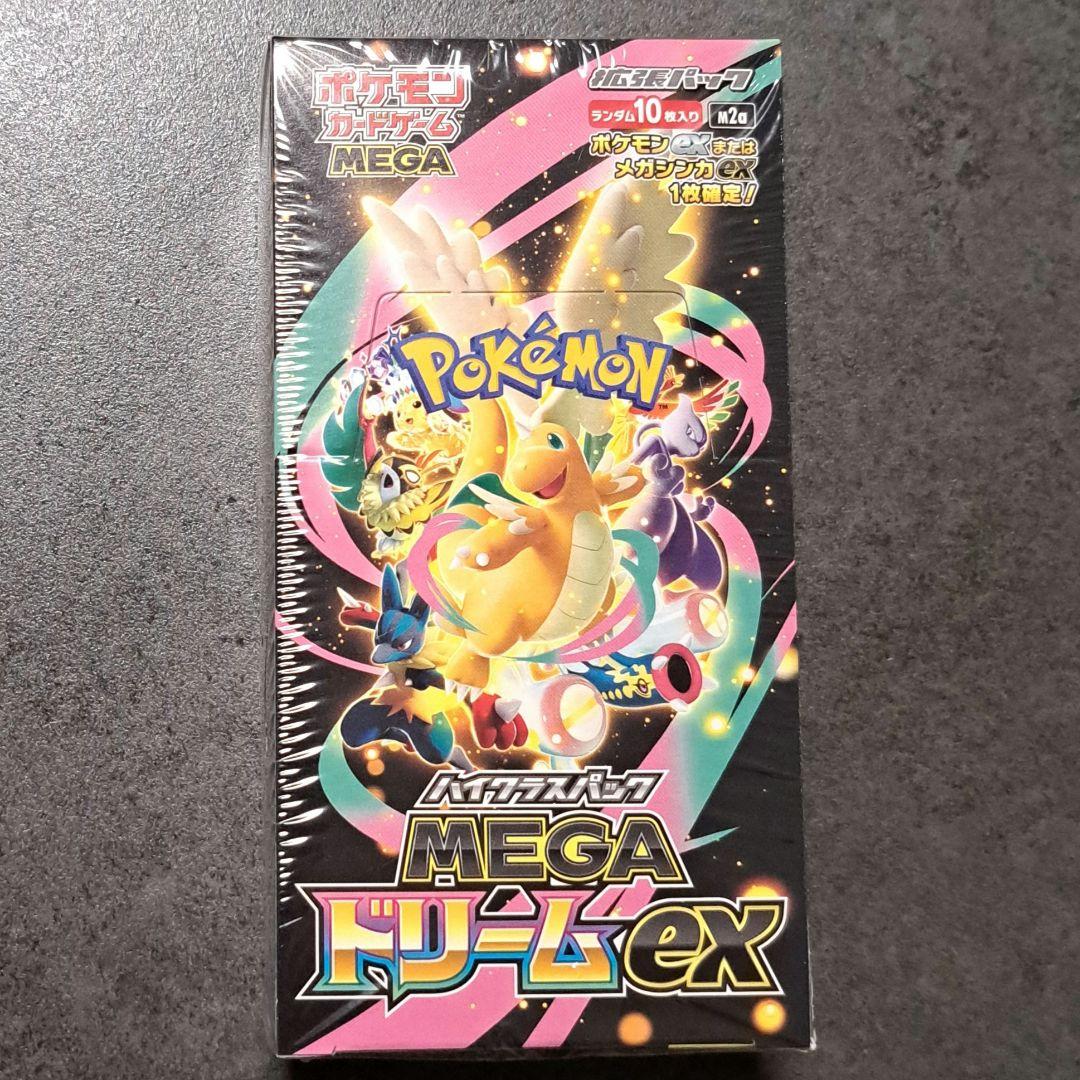 ポケモン
カードゲーム™
MEGA
拡張パック
ランダム10枚入り M2a
ポケモンexまたは
メガシンカex
1枚確定!
POKéMON™
ハイクラスパック
MEGA
ドリームex